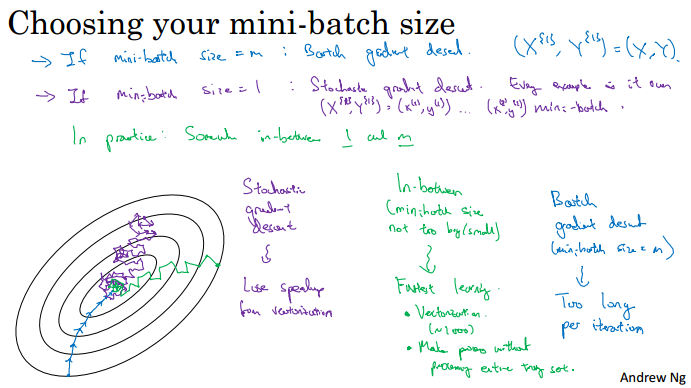 Choosing your mini-batch size
→ If mini-batch size = m : Batch gradient descent. (X^{1}, Y^{1}) = (X, Y).
→ If mini-batch size = 1 : Stochastic gradient descent. Every example is it own
(X^{1}, Y^{1}) = (x^(1), y^(1)) ... (x^(2), y^(2)) mini-batch.
In practice: Somewhere in-between 1 and m
Stochastic
gradient
descent
Lose speedup
from vectorization
In-between
(mini-batch size
not too big/small)
Fastest learning.
• Vectorization.
(~1000)
• Make progress without
processing entire training set.
Batch
gradient descent
(mini-batch size = m)
Too long
per iteration
Andrew Ng